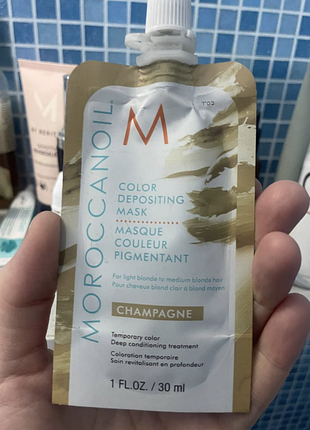 MOROCCANOIL
M
COLOR
DEPOSITING
MASK
MASQUE
COULEUR
PIGMENTANT
For light blonde to medium blonde hair
Pour cheveux blond clair à blond moyen
CHAMPAGNE
Temporary color
Deep conditioning treatment
Coloration temporaire
Soin revitalisant en profondeur
1 FL.OZ. / 30 ml